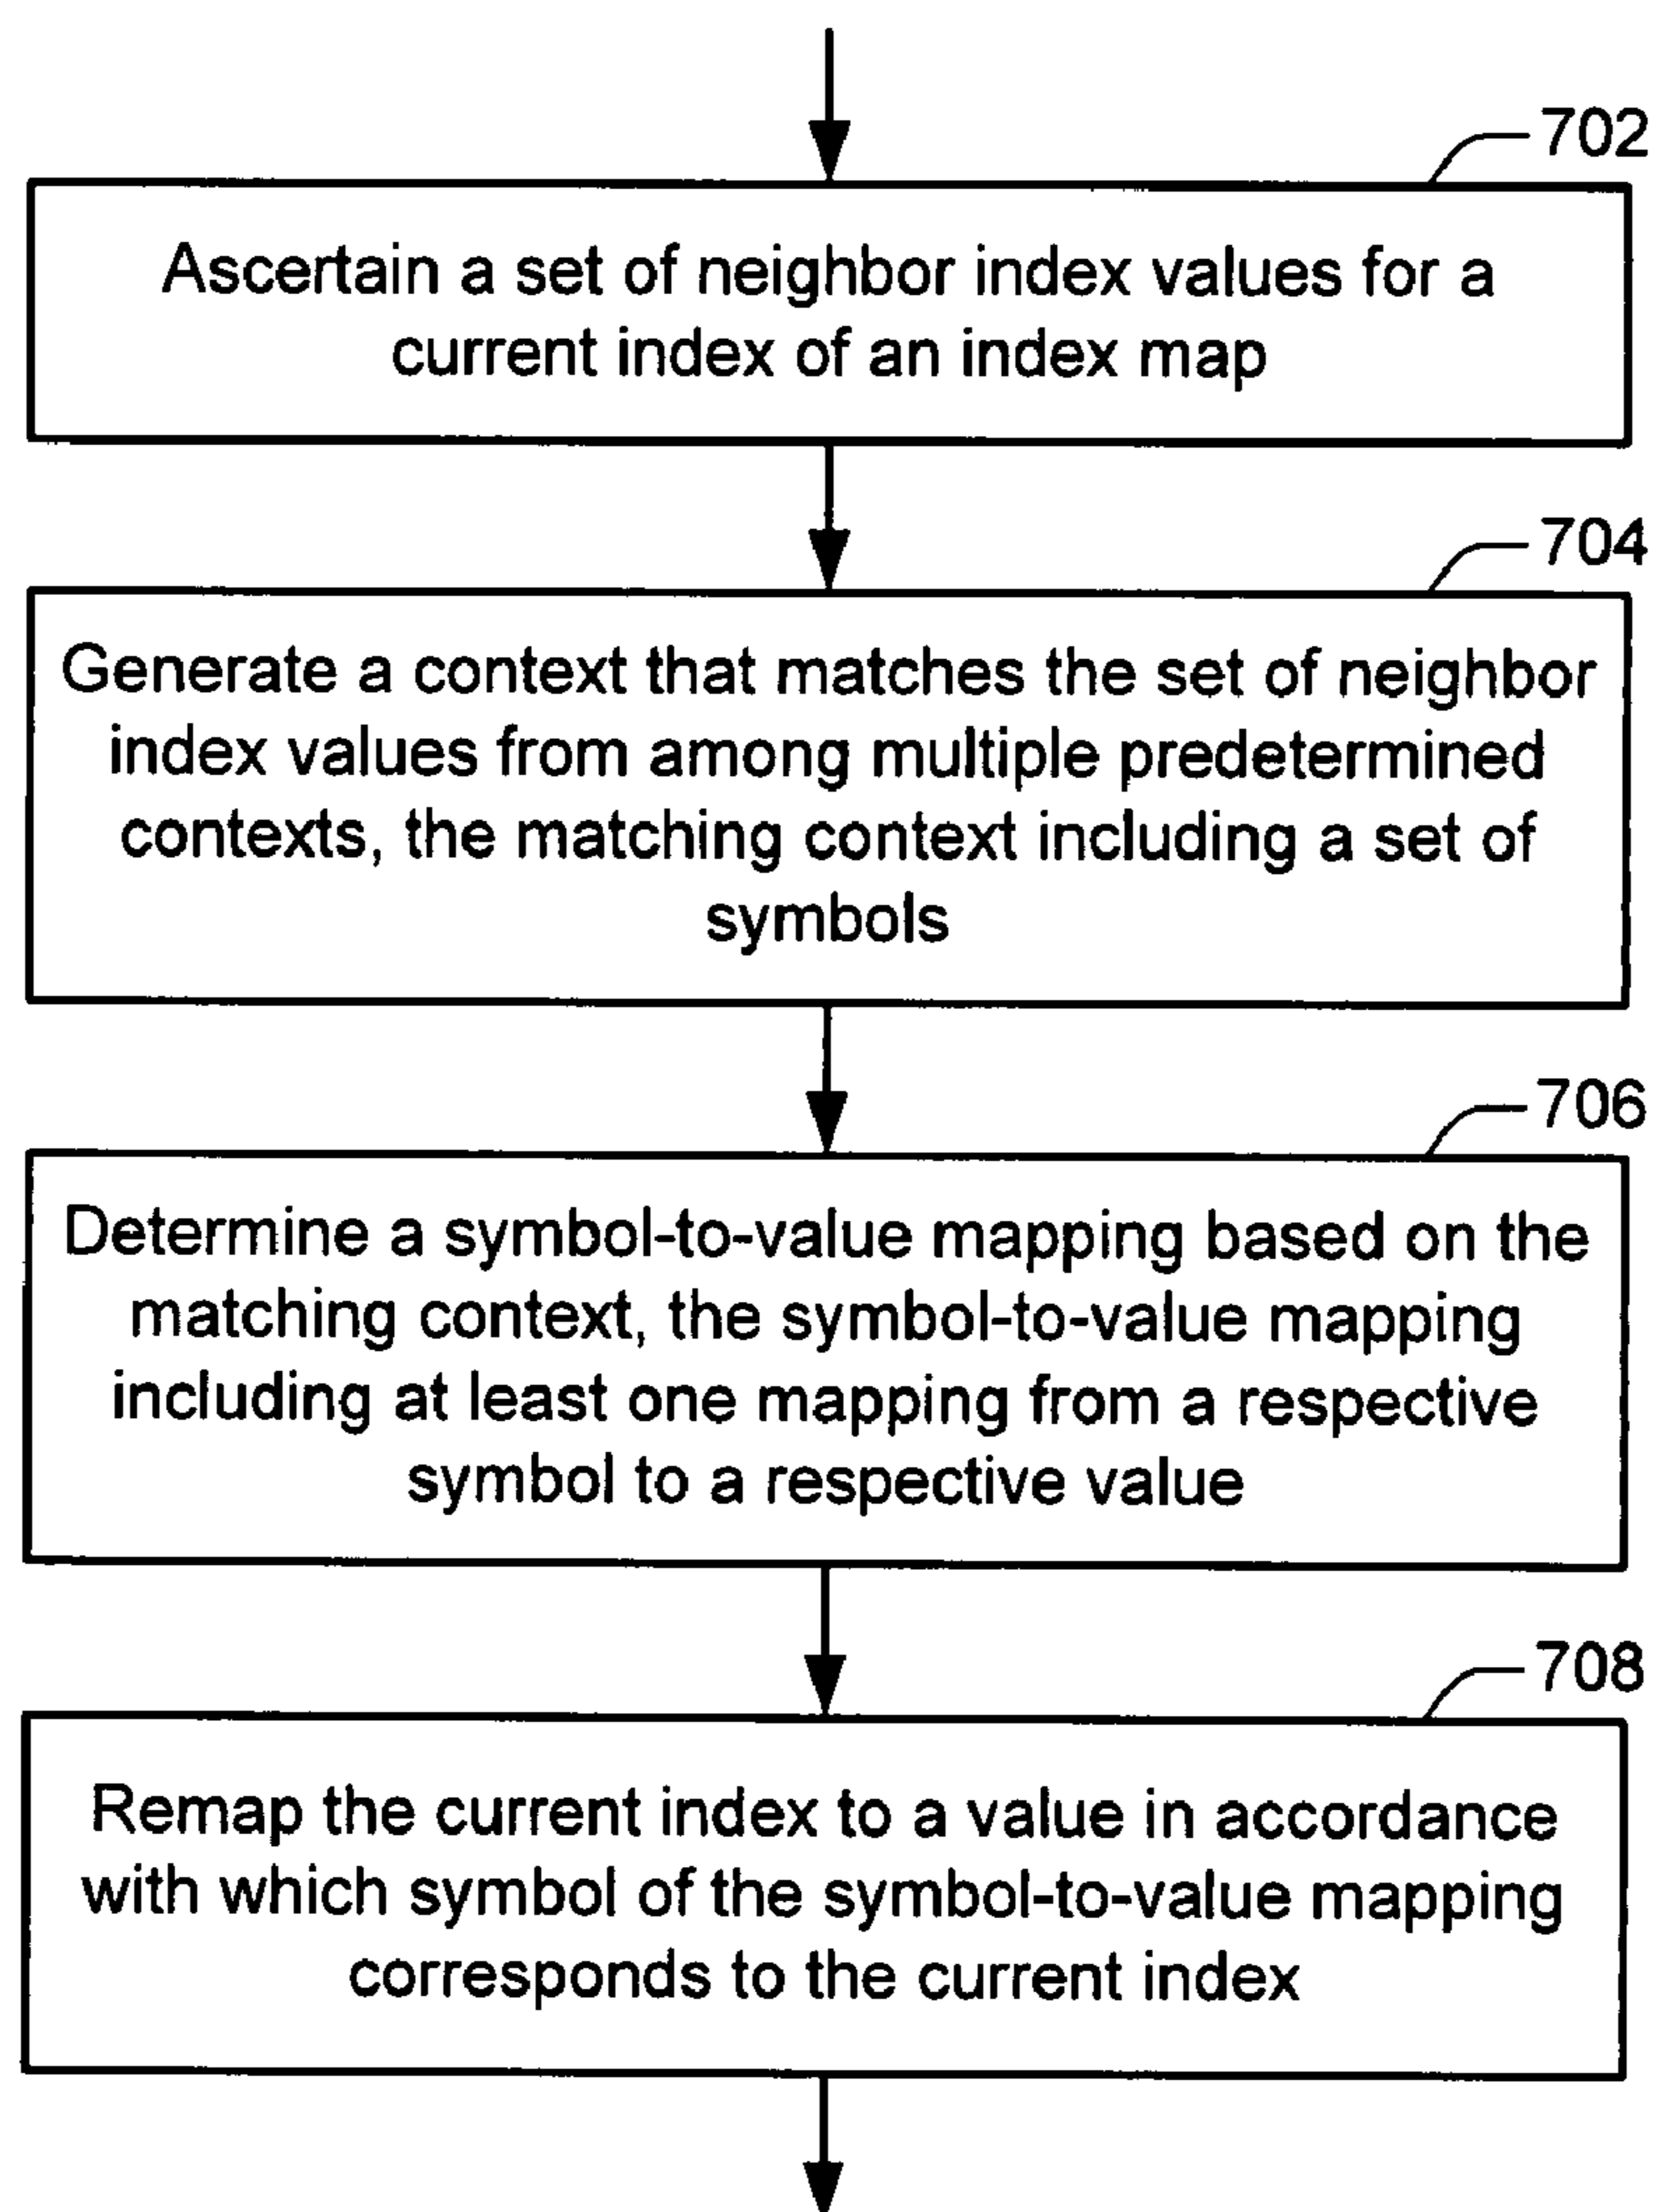 702
Ascertain a set of neighbor index values for a
current index of an index map
704
Generate a context that matches the set of neighbor
index values from among multiple predetermined
contexts, the matching context including a set of
symbols
706
Determine a symbol-to-value mapping based on the
matching context, the symbol-to-value mapping
including at least one mapping from a respective
symbol to a respective value
708
Remap the current index to a value in accordance
with which symbol of the symbol-to-value mapping
corresponds to the current index